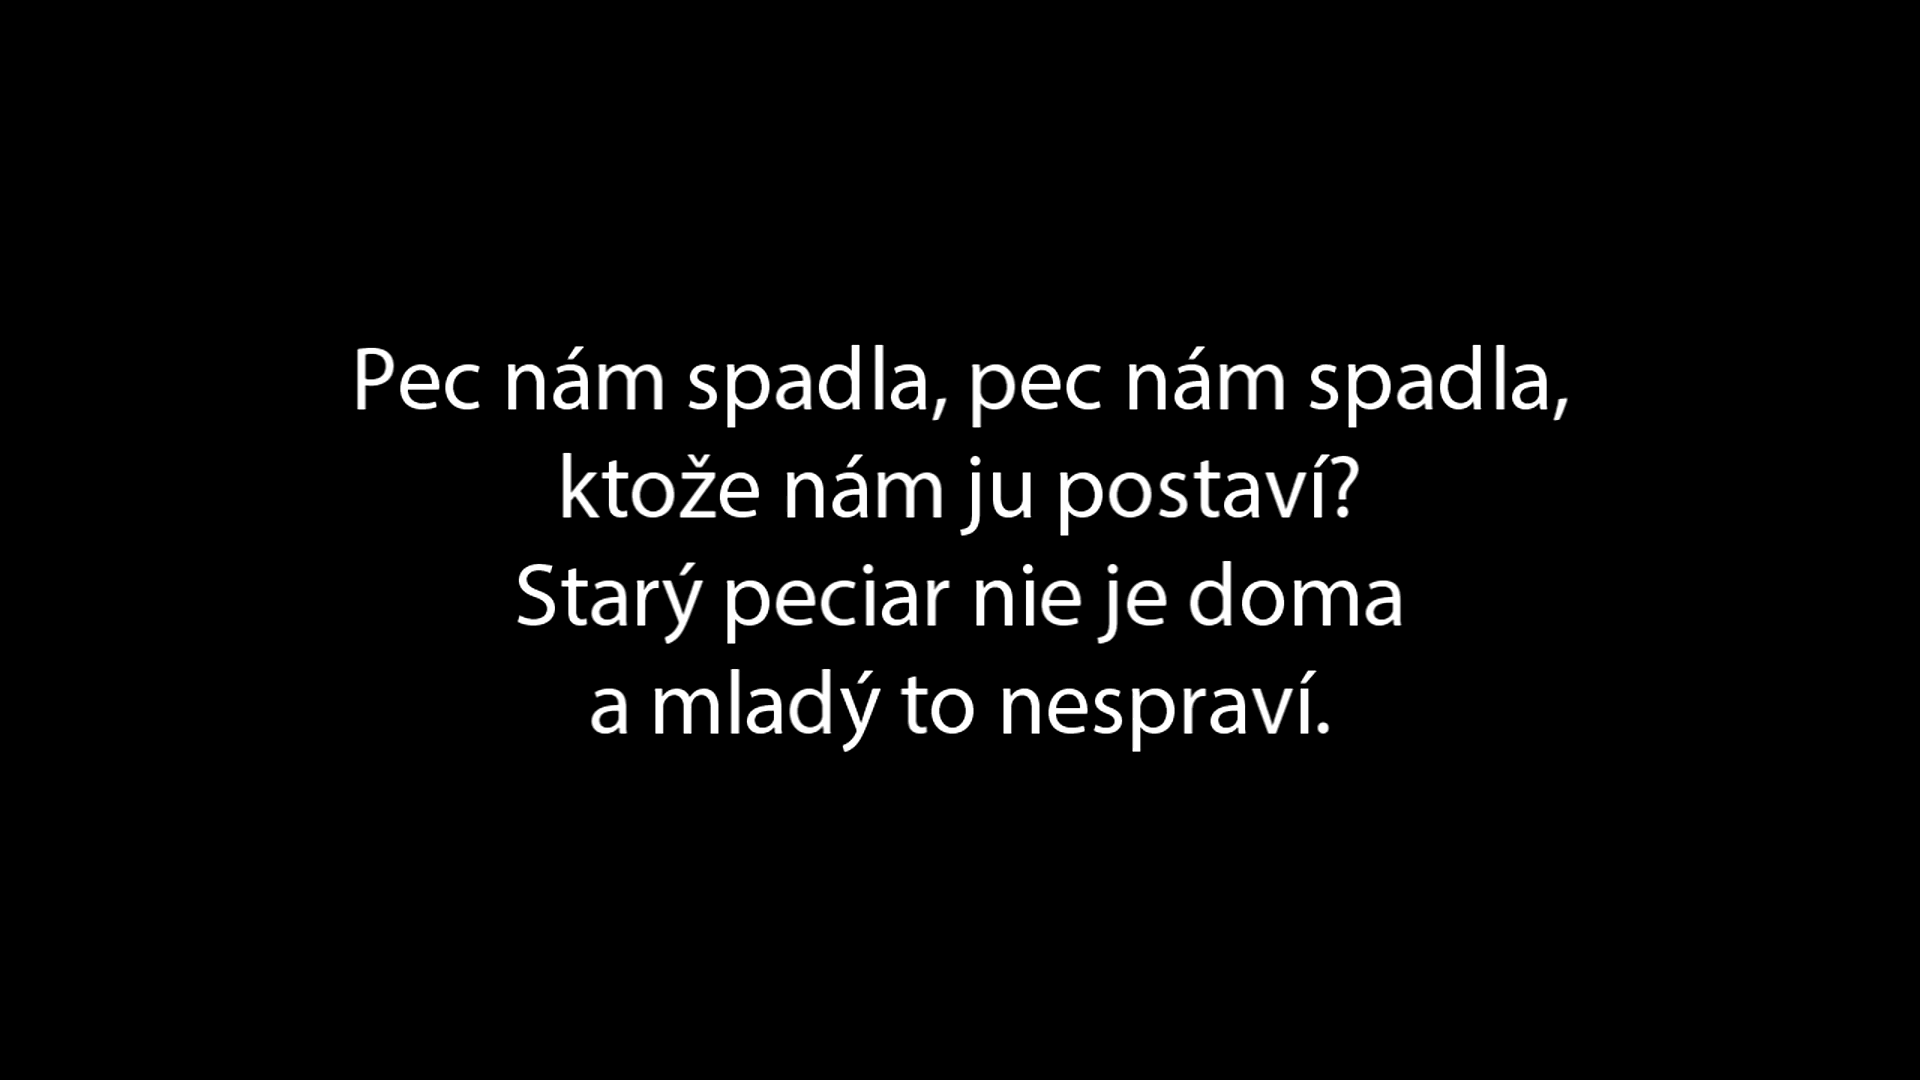 Pec nám spadla, pec nám spadla,
ktože nám ju postaví?
Starý peciar nie je doma
a mladý to nespraví.